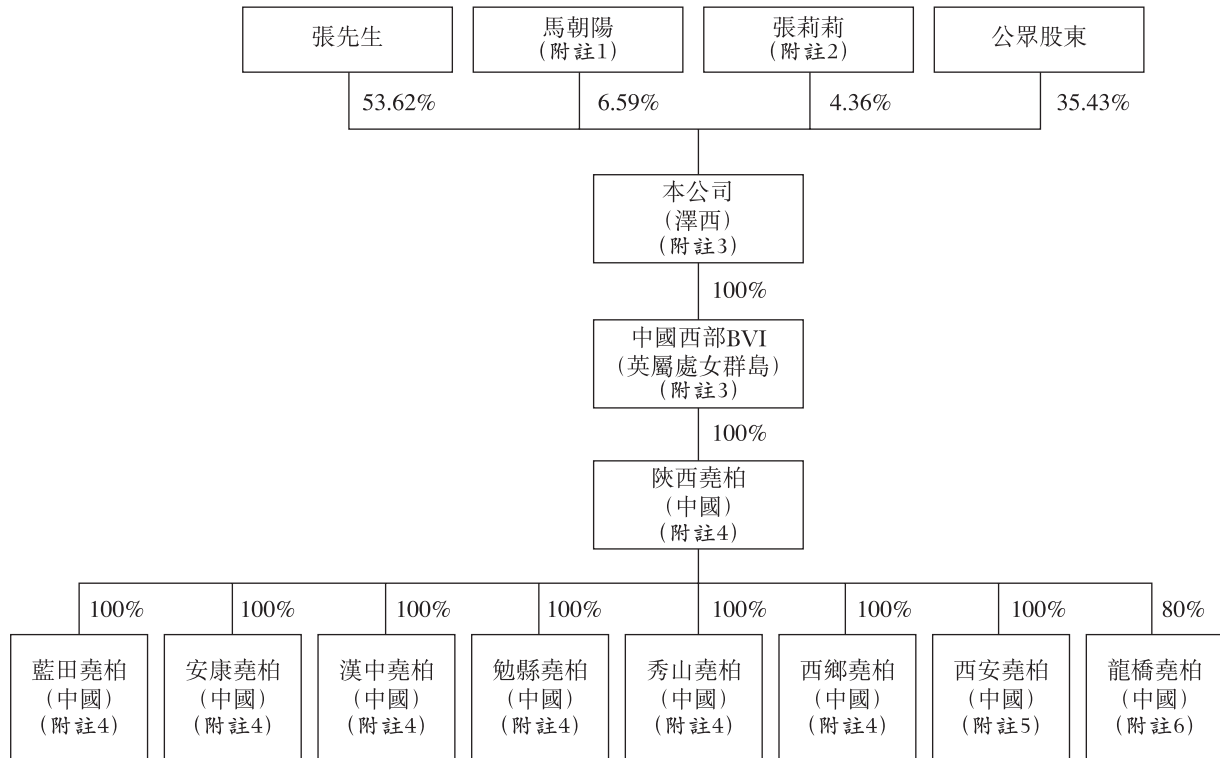 張先生
馬朝陽
(附註1)
張莉莉
(附註2)
公眾股東
53.62%
6.59%
4.36%
35.43%
本公司
(澤西)
(附註3)
100%
中國西部BVI
(英屬處女群島)
(附註3)
100%
陝西堯柏
(中國)
(附註4)
100%
100%
100%
100%
100%
100%
100%
80%
藍田堯柏
(中國)
(附註4)
安康堯柏
(中國)
(附註4)
漢中堯柏
(中國)
(附註4)
勉縣堯柏
(中國)
(附註4)
秀山堯柏
(中國)
(附註4)
西鄉堯柏
(中國)
(附註4)
西安堯柏
(中國)
(附註5)
龍橋堯柏
(中國)
(附註6)